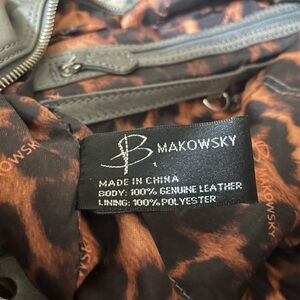 B. MAKOWSKY
MADE IN CHINA
BODY: 100% GENUINE LEATHER
LINING: 100% POLYESTER